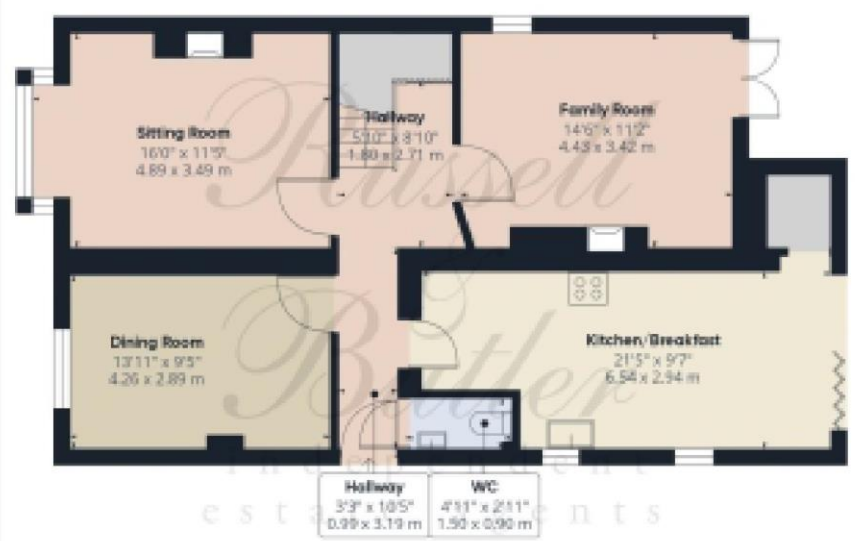 Sitting Room
16'0" x 11'5"
4.89 x 3.49 m
Hallway
5'10" x 8'10"
1.80 x 2.71 m
Family Room
14'6" x 11'2"
4.43 x 3.42 m
Dining Room
13'11" x 9'5"
4.26 x 2.89 m
Kitchen/Breakfast
21'5" x 9'7"
6.54 x 2.94 m
Russell
&
Butler
independent
estate agents
Hallway
3'3" x 10'5"
0.99 x 3.19 m
WC
4'11" x 2'11"
1.50 x 0.90 m